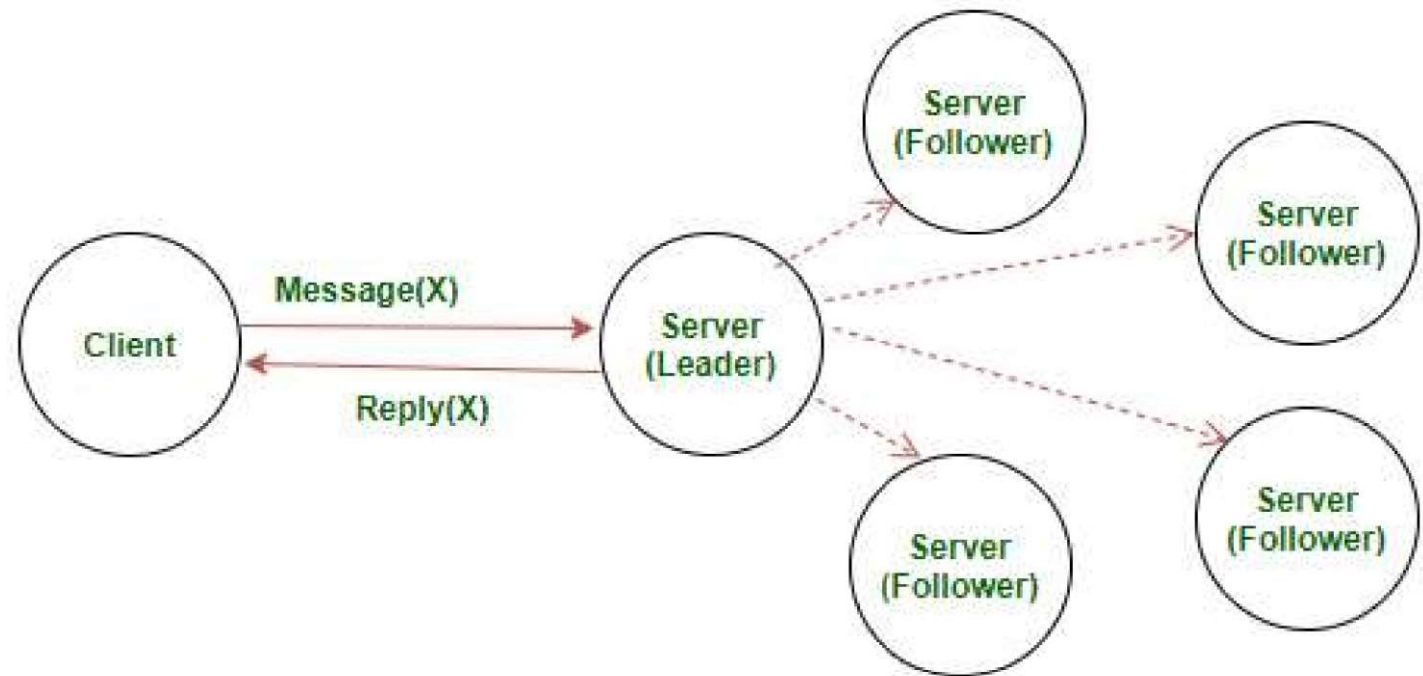 Client
Message(X)
Reply(X)
Server
(Leader)
Server
(Follower)
Server
(Follower)
Server
(Follower)
Server
(Follower)